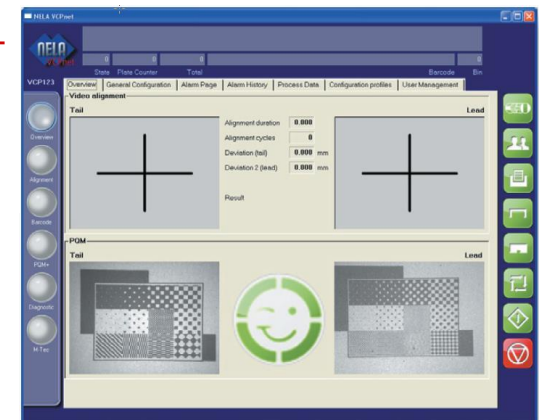 NELA VCPnet
NELA
VCPnet
0 0 0 0
State Plate Counter Total Barcode Bin
VCP123
Overview General Configuration Alarm Page Alarm History Process Data Configuration profiles User Management
Video alignment
Tail Lead
Alignment duration 0.000
Alignment cycles 0
Deviation (tail) 0.000 mm
Deviation 2 (lead) 0.000 mm
Result
PQM
Tail Lead
Overview
Alignment
Barcode
PQM+
Diagnostic
M-Tec